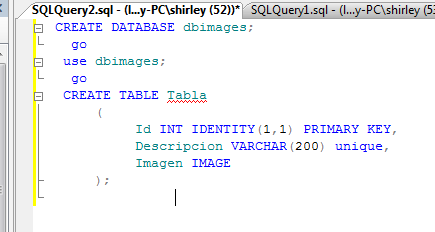 SQLQuery2.sql - (l...y-PC\shirley (52))* SQLQuery1.sql - (l...y-PC\shirley (5
CREATE DATABASE dbimages;
go
use dbimages;
go
CREATE TABLE Tabla
(
Id INT IDENTITY(1,1) PRIMARY KEY,
Descripcion VARCHAR(200) unique,
Imagen IMAGE
);